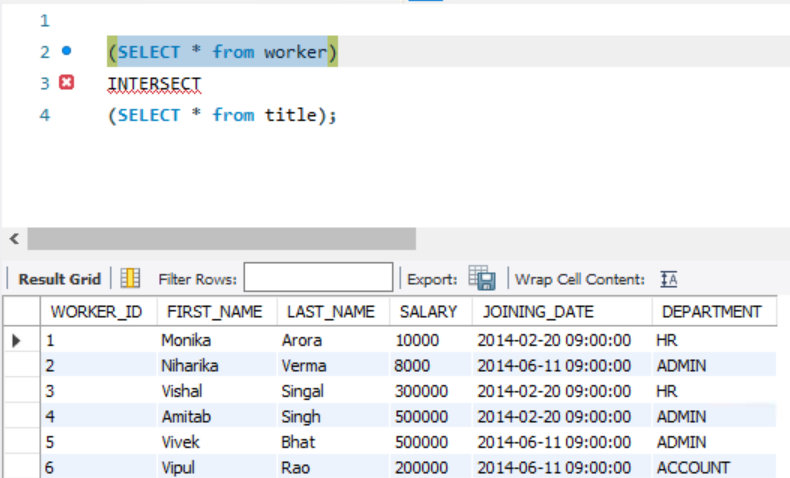 1
2 (SELECT * from worker)
3 INTERSECT
4 (SELECT * from title);
Result Grid Filter Rows: Export: Wrap Cell Content: IA
WORKER_ID FIRST_NAME LAST_NAME SALARY JOINING_DATE DEPARTMENT
1 Monika Arora 10000 2014-02-20 09:00:00 HR
2 Niharika Verma 8000 2014-06-11 09:00:00 ADMIN
3 Vishal Singal 300000 2014-02-20 09:00:00 HR
4 Amitab Singh 500000 2014-02-20 09:00:00 ADMIN
5 Vivek Bhat 500000 2014-06-11 09:00:00 ADMIN
6 Vipul Rao 200000 2014-06-11 09:00:00 ACCOUNT